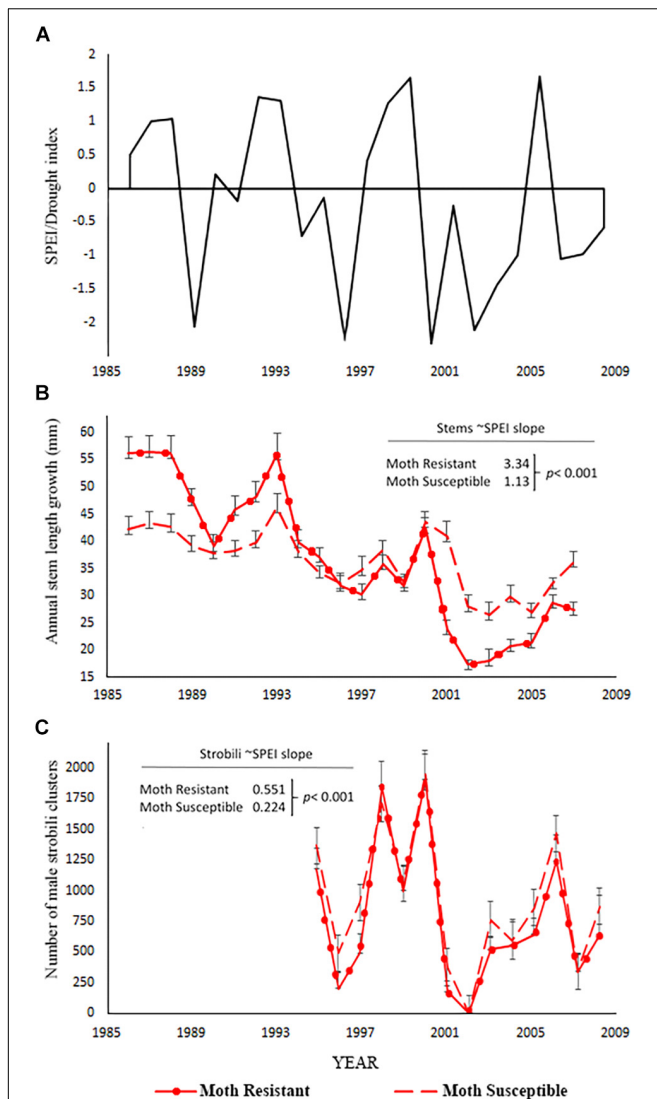 A
2
1.5
1
0.5
0
-0.5
-1
-1.5
-2
SPEI/Drought index
1985 1989 1993 1997 2001 2005 2009
B
60
55
50
45
40
35
30
25
20
15
Annual stem length growth (mm)
Stems ~SPEI slope
Moth Resistant 3.34
Moth Susceptible 1.13
p< 0.001
1985 1989 1993 1997 2001 2005 2009
C
2000
1750
1500
1250
1000
750
500
250
0
Number of male strobili clusters
Strobili ~SPEI slope
Moth Resistant 0.551
Moth Susceptible 0.224
p< 0.001
1985 1989 1993 1997 2001 2005 2009
YEAR
Moth Resistant Moth Susceptible